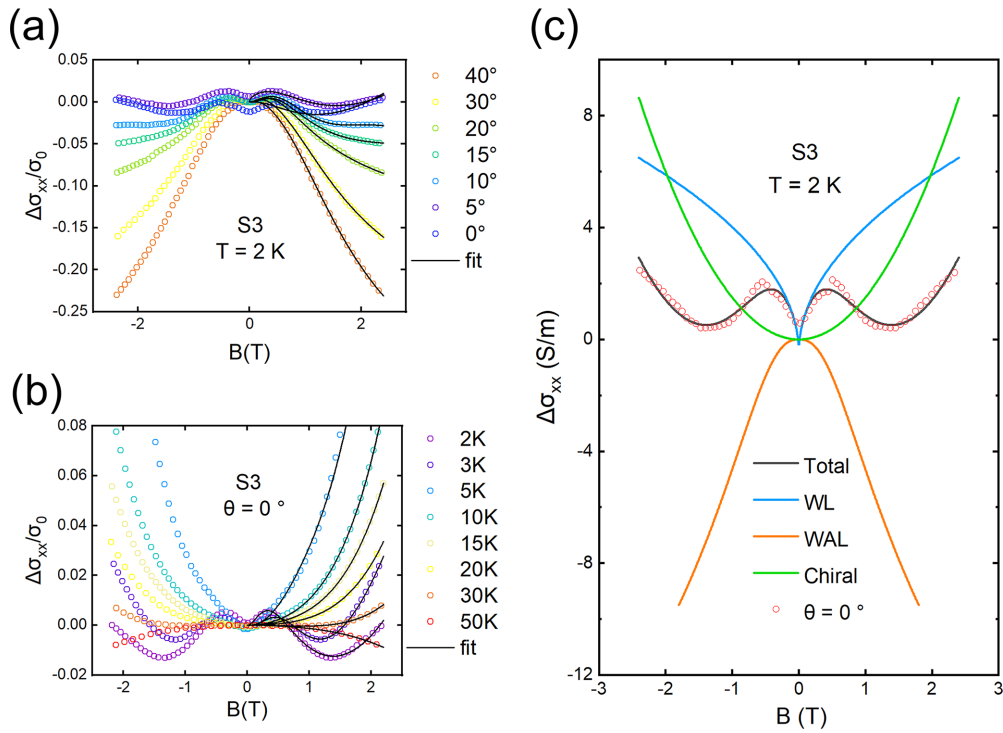 (a)
0.05
0.00
-0.05
-0.10
-0.15
-0.20
-0.25
Δσxx/σ0
-2
0
2
B(T)
S3
T = 2 K
40°
30°
20°
15°
10°
5°
0°
fit
(b)
0.08
0.06
0.04
0.02
0.00
-0.02
Δσxx/σ0
-2
-1
0
1
2
B(T)
S3
θ = 0 °
2K
3K
5K
10K
15K
20K
30K
50K
fit
(c)
8
4
0
-4
-8
-12
Δσxx (S/m)
-3
-2
-1
0
1
2
3
B (T)
S3
T = 2 K
Total
WL
WAL
Chiral
θ = 0 °